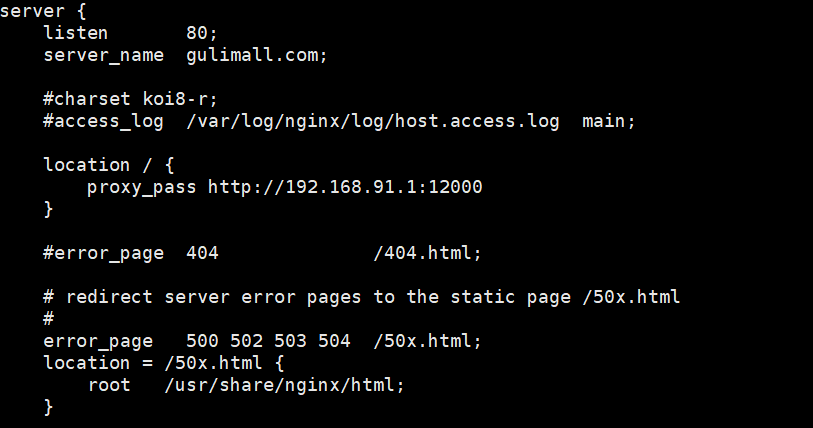 server {
    listen       80;
    server_name  gulimall.com;

    #charset koi8-r;
    #access_log  /var/log/nginx/log/host.access.log  main;

    location / {
        proxy_pass http://192.168.91.1:12000
    }

    #error_page  404              /404.html;

    # redirect server error pages to the static page /50x.html
    #
    error_page   500 502 503 504  /50x.html;
    location = /50x.html {
        root   /usr/share/nginx/html;
    }